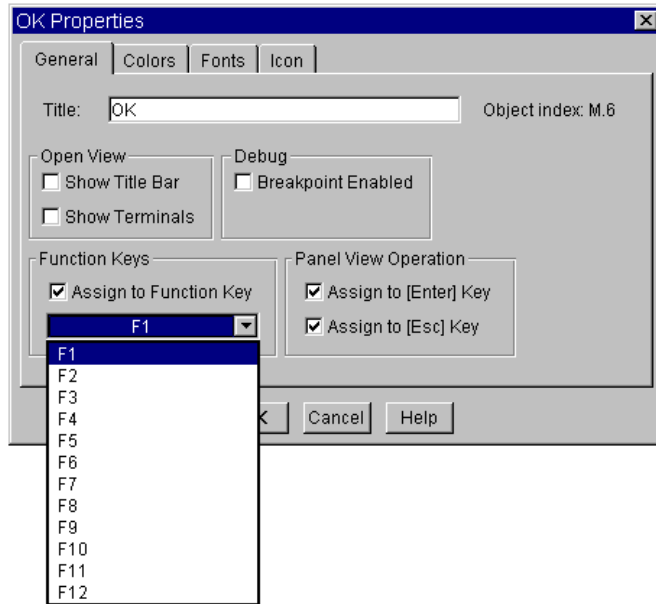 OK Properties
General Colors Fonts Icon
Title: OK Object index: M.6
Open View Debug
Show Title Bar Breakpoint Enabled
Show Terminals
Function Keys Panel View Operation
Assign to Function Key Assign to [Enter] Key
F1 Assign to [Esc] Key
F1
F2
F3
F4 Cancel Help
F5
F6
F7
F8
F9
F10
F11
F12